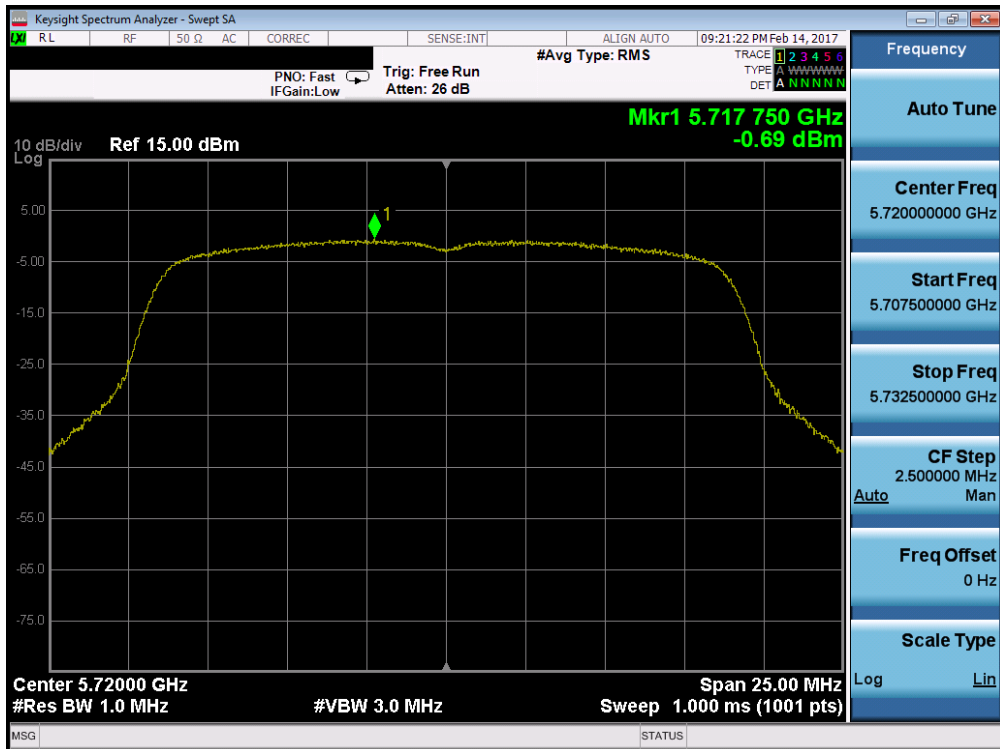 Keysight Spectrum Analyzer - Swept SA
LXI RL RF 50 Ω AC CORREC SENSE:INT ALIGN AUTO 09:21:22 PM Feb 14, 2017
#Avg Type: RMS TRACE 1 2 3 4 5 6
PNO: Fast Trig: Free Run TYPE A WWWWW
IFGain:Low Atten: 26 dB DET A N N N N N
Mkr1 5.717 750 GHz
-0.69 dBm
10 dB/div Ref 15.00 dBm
Log
1
5.00
-5.00
-15.0
-25.0
-35.0
-45.0
-55.0
-65.0
-75.0
Center 5.72000 GHz Span 25.00 MHz
#Res BW 1.0 MHz #VBW 3.0 MHz Sweep 1.000 ms (1001 pts)
MSG STATUS
Frequency
Auto Tune
Center Freq
5.720000000 GHz
Start Freq
5.707500000 GHz
Stop Freq
5.732500000 GHz
CF Step
2.500000 MHz
Auto Man
Freq Offset
0 Hz
Scale Type
Log Lin